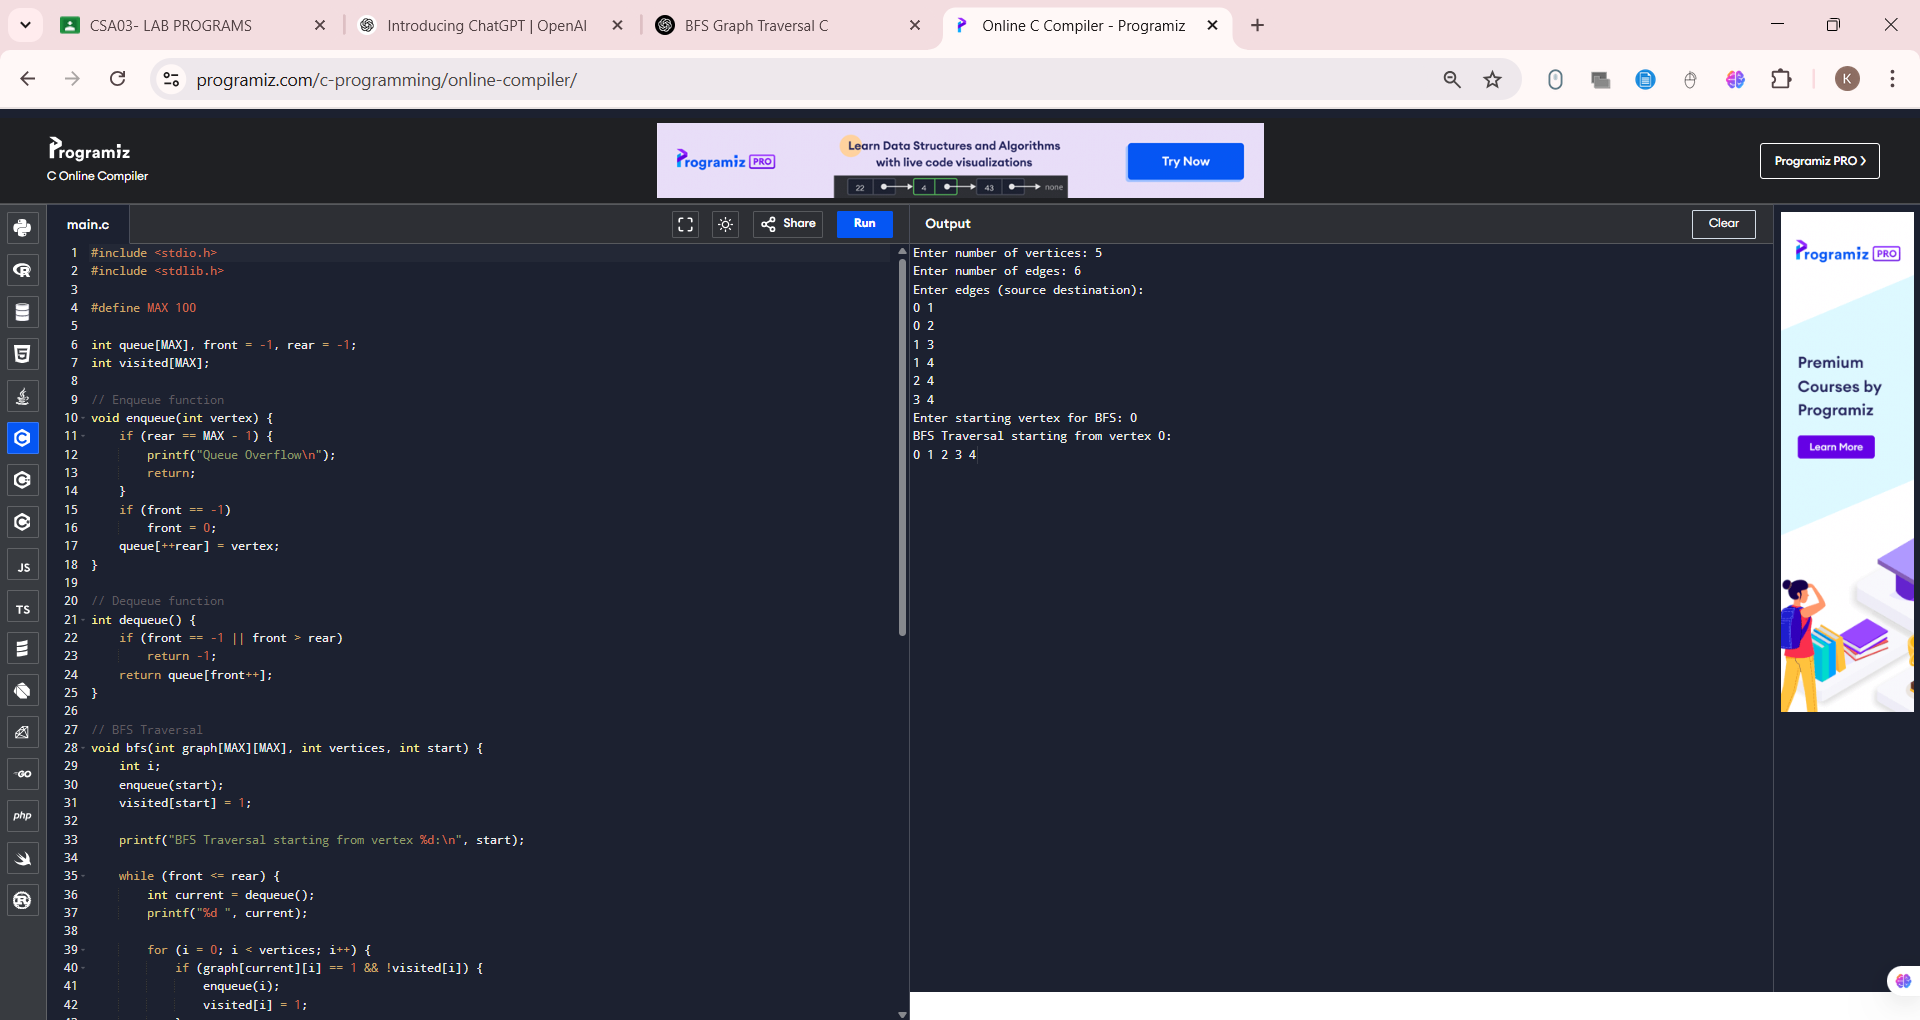 CSA03- LAB PROGRAMS
Introducing ChatGPT | OpenAI
BFS Graph Traversal C
Online C Compiler - Programiz
programiz.com/c-programming/online-compiler/
K
Programiz
C Online Compiler
Programiz PRO
Learn Data Structures and Algorithms
with live code visualizations
22 4 43 none
Try Now
Programiz PRO >
main.c
Share
Run
Output
Clear
1 #include <stdio.h>
2 #include <stdlib.h>
3
4 #define MAX 100
5
6 int queue[MAX], front = -1, rear = -1;
7 int visited[MAX];
8
9 // Enqueue function
10 void enqueue(int vertex) {
11 if (rear == MAX - 1) {
12 printf("Queue Overflow\n");
13 return;
14 }
15 if (front == -1)
16 front = 0;
17 queue[++rear] = vertex;
18 }
19
20 // Dequeue function
21 int dequeue() {
22 if (front == -1 || front > rear)
23 return -1;
24 return queue[front++];
25 }
26
27 // BFS Traversal
28 void bfs(int graph[MAX][MAX], int vertices, int start) {
29 int i;
30 enqueue(start);
31 visited[start] = 1;
32
33 printf("BFS Traversal starting from vertex %d:\n", start);
34
35 while (front <= rear) {
36 int current = dequeue();
37 printf("%d ", current);
38
39 for (i = 0; i < vertices; i++) {
40 if (graph[current][i] == 1 && !visited[i]) {
41 enqueue(i);
42 visited[i] = 1;
Enter number of vertices: 5
Enter number of edges: 6
Enter edges (source destination):
0 1
0 2
1 3
1 4
2 4
3 4
Enter starting vertex for BFS: 0
BFS Traversal starting from vertex 0:
0 1 2 3 4
JS
TS
GO
php
Programiz PRO
Premium
Courses by
Programiz
Learn More